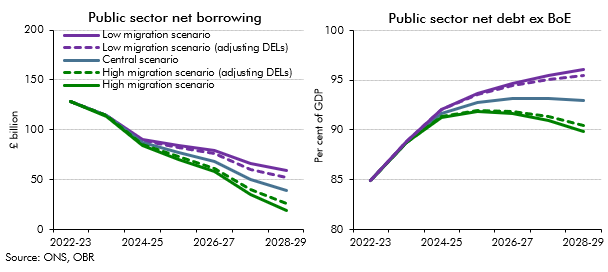 Public sector net borrowing
200
150
100
50
0
£ billion
Low migration scenario
Low migration scenario (adjusting DELs)
Central scenario
High migration scenario (adjusting DELs)
High migration scenario
2022-23
2024-25
2026-27
2028-29
Public sector net debt ex BoE
100
95
90
85
80
Per cent of GDP
2022-23
2024-25
2026-27
2028-29
Source: ONS, OBR